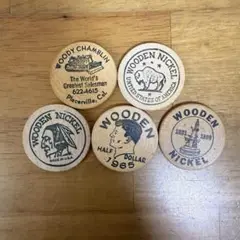 WOODY CHAMBLIN
The World's
Greatest Salesman
622-4615
Placerville, Cal.
WOODEN NICKEL
UNITED STATES OF AMERICA
WOODEN NICKEL
WOODEN
HALF DOLLAR
1965
WOODEN
NICKEL